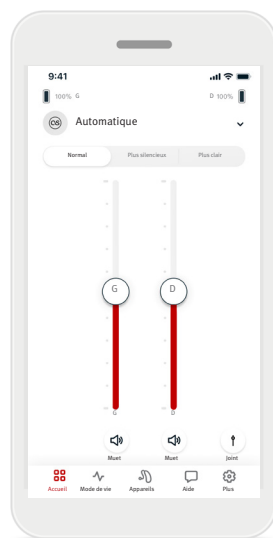 9:41
100% G
D 100%
Automatique
Normal Plus silencieux Plus clair
G D
G D
Muet Muet Joint
Accueil Mode de vie Appareils Aide Plus